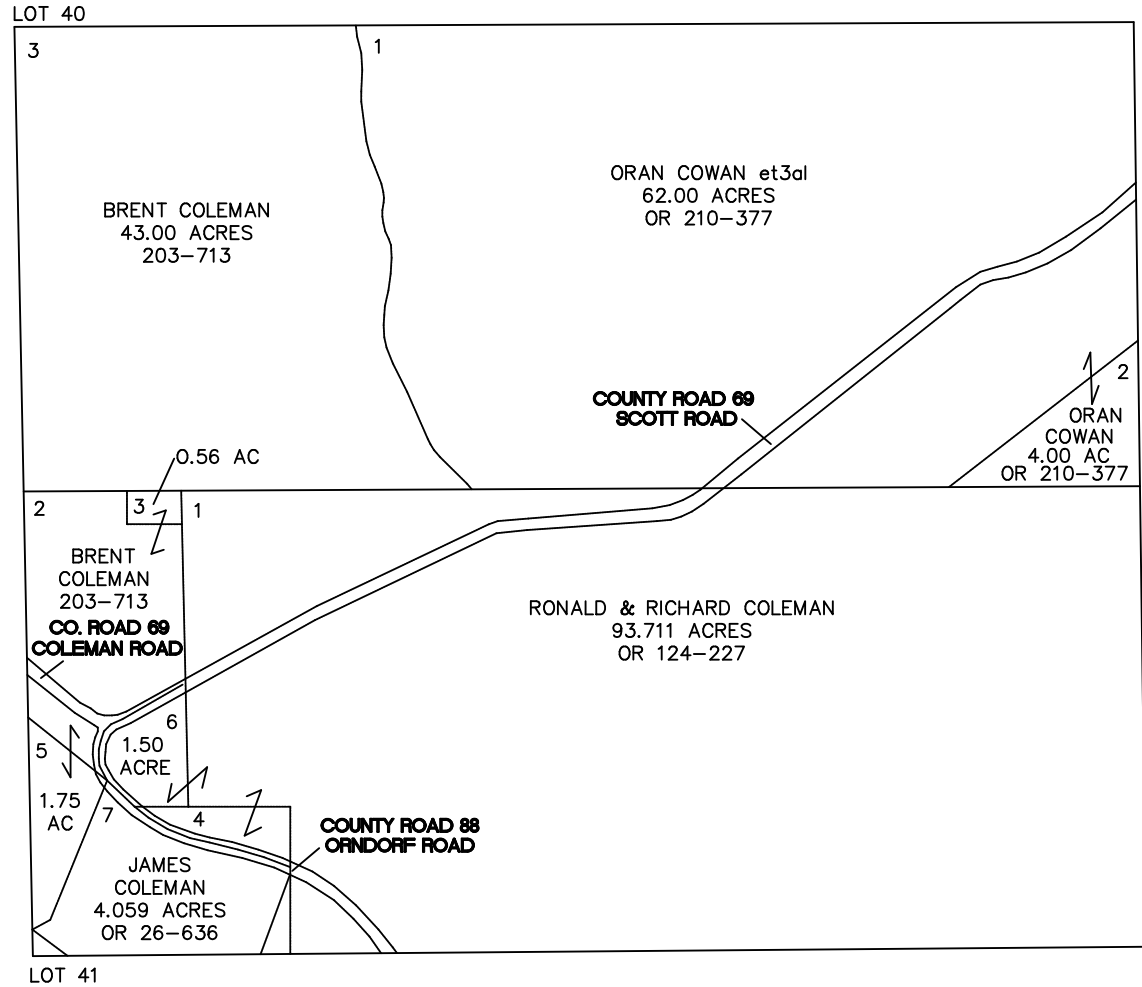 LOT 40
3
1
BRENT COLEMAN
43.00 ACRES
203-713
ORAN COWAN et3al
62.00 ACRES
OR 210-377
COUNTY ROAD 69
SCOTT ROAD
2
ORAN
COWAN
4.00 AC
OR 210-377
0.56 AC
2
3
1
BRENT
COLEMAN
203-713
CO. ROAD 69
COLEMAN ROAD
RONALD & RICHARD COLEMAN
93.711 ACRES
OR 124-227
6
1.50
ACRE
5
1.75
AC
7
4
COUNTY ROAD 88
ORNDORF ROAD
JAMES
COLEMAN
4.059 ACRES
OR 26-636
LOT 41